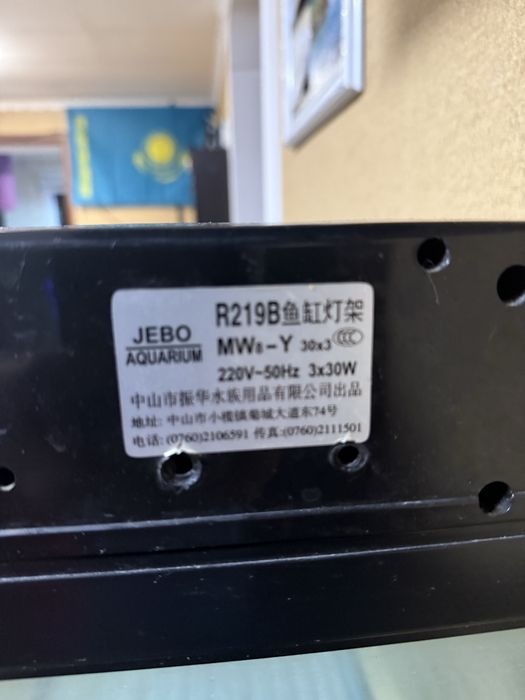 JEBO
AQUARIUM
R219B鱼缸灯架
MW8-Y 30x3 CCC
220V~50Hz 3x30W
中山市振华水族用品有限公司出品
地址: 中山市小榄镇菊城大道东74号
电话: (0760)2106591 传真:(0760)2111501